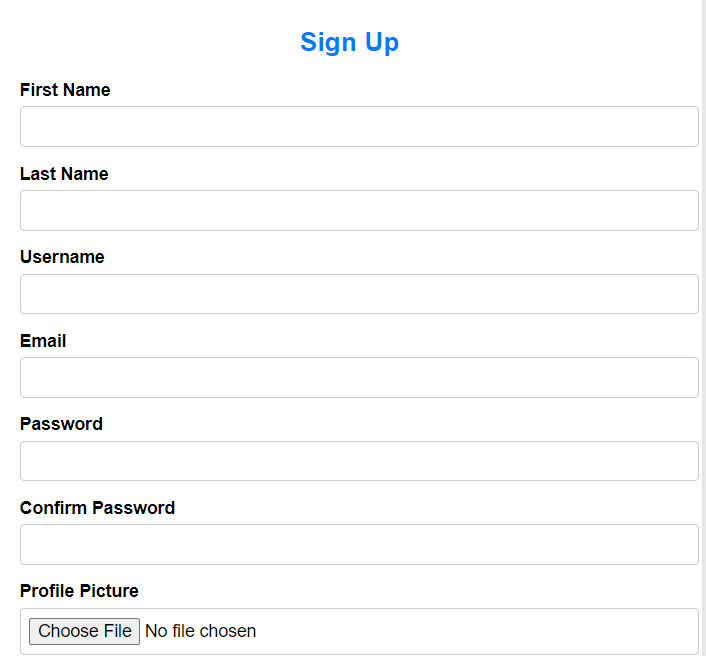 Sign Up
First Name
Last Name
Username
Email
Password
Confirm Password
Profile Picture
Choose File No file chosen